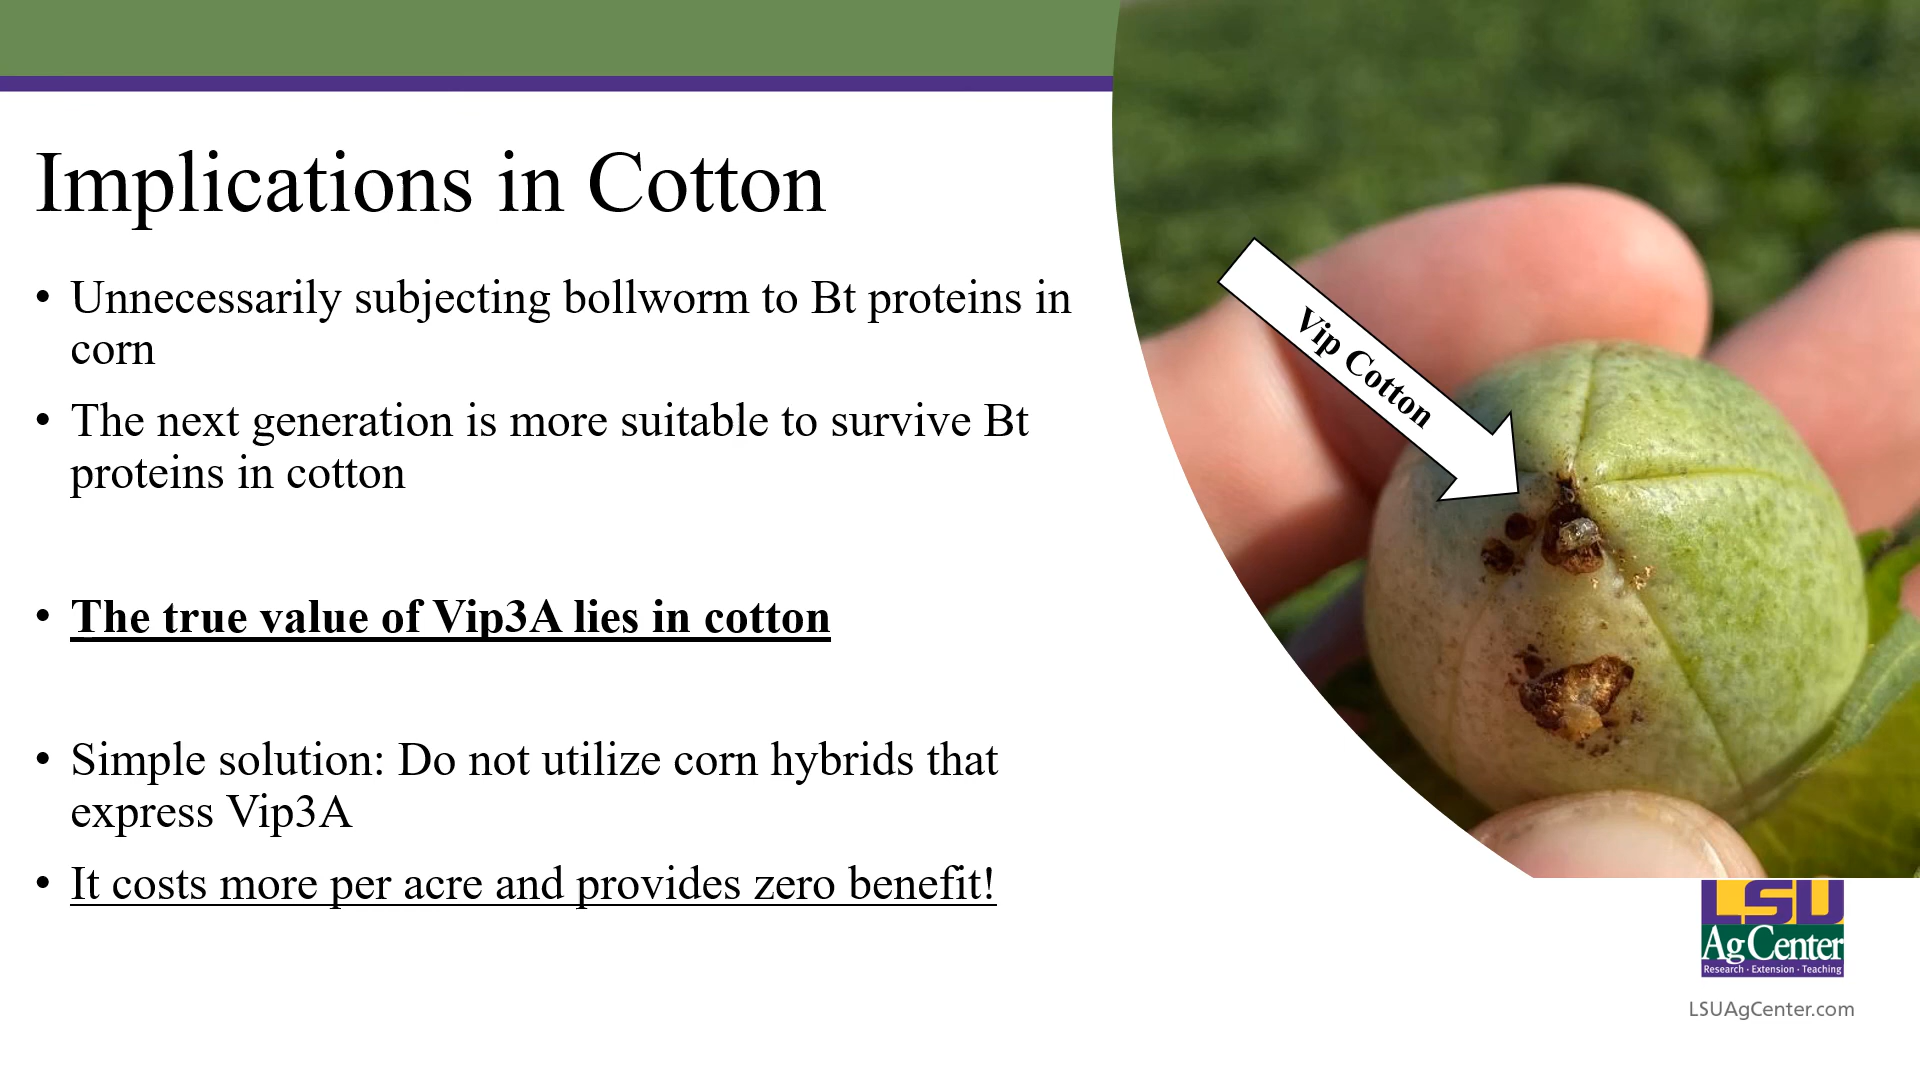 Implications in Cotton
• Unnecessarily subjecting bollworm to Bt proteins in
corn
• The next generation is more suitable to survive Bt
proteins in cotton
• The true value of Vip3A lies in cotton
• Simple solution: Do not utilize corn hybrids that
express Vip3A
• It costs more per acre and provides zero benefit!
Vip Cotton
LSU
Ag Center
Research · Extension · Teaching
LSUAgCenter.com